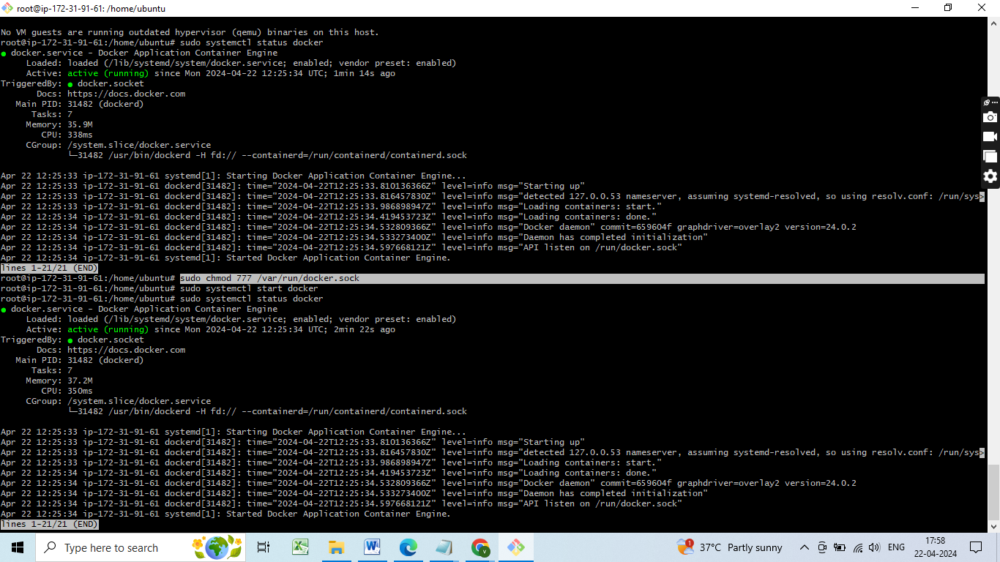 root@ip-172-31-91-61: /home/ubuntu
No VM guests are running outdated hypervisor (qemu) binaries on this host.
root@ip-172-31-91-61:/home/ubuntu# sudo systemctl status docker
● docker.service - Docker Application Container Engine
Loaded: loaded (/lib/systemd/system/docker.service; enabled; vendor preset: enabled)
Active: active (running) since Mon 2024-04-22 12:25:34 UTC; 1min 14s ago
TriggeredBy: ● docker.socket
Docs: https://docs.docker.com
Main PID: 31482 (dockerd)
Tasks: 7
Memory: 35.9M
CPU: 338ms
CGroup: /system.slice/docker.service
└─31482 /usr/bin/dockerd -H fd:// --containerd=/run/containerd/containerd.sock
Apr 22 12:25:33 ip-172-31-91-61 systemd[1]: Starting Docker Application Container Engine...
Apr 22 12:25:33 ip-172-31-91-61 dockerd[31482]: time="2024-04-22T12:25:33.810136366Z" level=info msg="Starting up"
Apr 22 12:25:33 ip-172-31-91-61 dockerd[31482]: time="2024-04-22T12:25:33.816457830Z" level=info msg="detected 127.0.0.53 nameserver, assuming systemd-resolved, so using resolv.conf: /run/sys>
Apr 22 12:25:33 ip-172-31-91-61 dockerd[31482]: time="2024-04-22T12:25:33.986898947Z" level=info msg="Loading containers: start."
Apr 22 12:25:34 ip-172-31-91-61 dockerd[31482]: time="2024-04-22T12:25:34.419453723Z" level=info msg="Loading containers: done."
Apr 22 12:25:34 ip-172-31-91-61 dockerd[31482]: time="2024-04-22T12:25:34.532809366Z" level=info msg="Docker daemon" commit=659604f graphdriver=overlay2 version=24.0.2
Apr 22 12:25:34 ip-172-31-91-61 dockerd[31482]: time="2024-04-22T12:25:34.533273400Z" level=info msg="Daemon has completed initialization"
Apr 22 12:25:34 ip-172-31-91-61 dockerd[31482]: time="2024-04-22T12:25:34.597668121Z" level=info msg="API listen on /run/docker.sock"
Apr 22 12:25:34 ip-172-31-91-61 systemd[1]: Started Docker Application Container Engine.
lines 1-21/21 (END)
root@ip-172-31-91-61:/home/ubuntu# sudo chmod 777 /var/run/docker.sock
root@ip-172-31-91-61:/home/ubuntu# sudo systemctl start docker
root@ip-172-31-91-61:/home/ubuntu# sudo systemctl status docker
● docker.service - Docker Application Container Engine
Loaded: loaded (/lib/systemd/system/docker.service; enabled; vendor preset: enabled)
Active: active (running) since Mon 2024-04-22 12:25:34 UTC; 2min 22s ago
TriggeredBy: ● docker.socket
Docs: https://docs.docker.com
Main PID: 31482 (dockerd)
Tasks: 7
Memory: 37.2M
CPU: 350ms
CGroup: /system.slice/docker.service
└─31482 /usr/bin/dockerd -H fd:// --containerd=/run/containerd/containerd.sock
Apr 22 12:25:33 ip-172-31-91-61 systemd[1]: Starting Docker Application Container Engine...
Apr 22 12:25:33 ip-172-31-91-61 dockerd[31482]: time="2024-04-22T12:25:33.810136366Z" level=info msg="Starting up"
Apr 22 12:25:33 ip-172-31-91-61 dockerd[31482]: time="2024-04-22T12:25:33.816457830Z" level=info msg="detected 127.0.0.53 nameserver, assuming systemd-resolved, so using resolv.conf: /run/sys>
Apr 22 12:25:33 ip-172-31-91-61 dockerd[31482]: time="2024-04-22T12:25:33.986898947Z" level=info msg="Loading containers: start."
Apr 22 12:25:34 ip-172-31-91-61 dockerd[31482]: time="2024-04-22T12:25:34.419453723Z" level=info msg="Loading containers: done."
Apr 22 12:25:34 ip-172-31-91-61 dockerd[31482]: time="2024-04-22T12:25:34.532809366Z" level=info msg="Docker daemon" commit=659604f graphdriver=overlay2 version=24.0.2
Apr 22 12:25:34 ip-172-31-91-61 dockerd[31482]: time="2024-04-22T12:25:34.533273400Z" level=info msg="Daemon has completed initialization"
Apr 22 12:25:34 ip-172-31-91-61 dockerd[31482]: time="2024-04-22T12:25:34.597668121Z" level=info msg="API listen on /run/docker.sock"
Apr 22 12:25:34 ip-172-31-91-61 systemd[1]: Started Docker Application Container Engine.
lines 1-21/21 (END)
Type here to search
1
37°C Partly sunny
ENG
17:58
22-04-2024